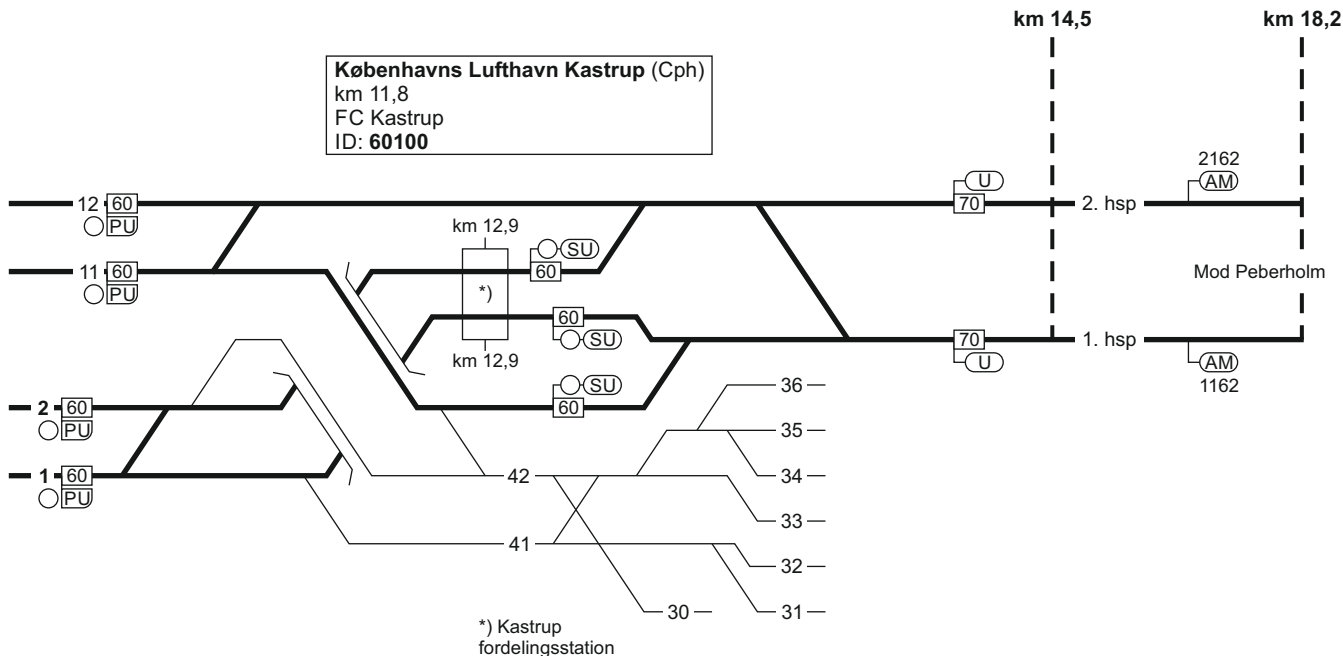 km 14,5
km 18,2
Københavns Lufthavn Kastrup (Cph)
km 11,8
FC Kastrup
ID: 60100
2162
U
AM
12 60
70
2. hsp
PU
km 12,9
SU
11 60
60
Mod Peberholm
PU
*)
60
SU
70
1. hsp
km 12,9
U
AM
SU
1162
36
2 60
60
PU
35
1 60
42
34
PU
33
41
32
30
31
*) Kastrup
fordelingsstation